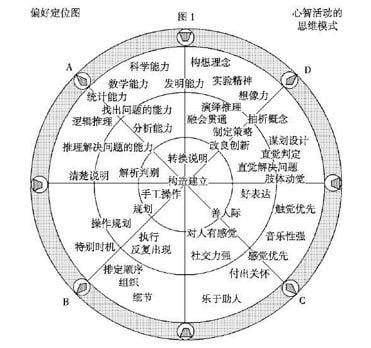 偏好定位图
图1
心智活动的
思维模式
A
D
科学能力
构想理念
数学能力
发明能力
实验精神
统计能力
想像力
找出问题的能力
演绎推理
逻辑推理
融会贯通
抽析概念
分析能力
制定策略
推理解决问题的能力
改良创新
谋划设计
转换说明
直觉判定
清楚说明
解析判别
直觉解决问题
肢体动觉
构造建立
手工操作
好表达
规划
善人际
触觉优先
操作规划
执行
对人有感觉
音乐性强
特别时机
反复出现
社交力强
感觉优先
排定顺序
付出关怀
组织
细节
乐于助人
B
C